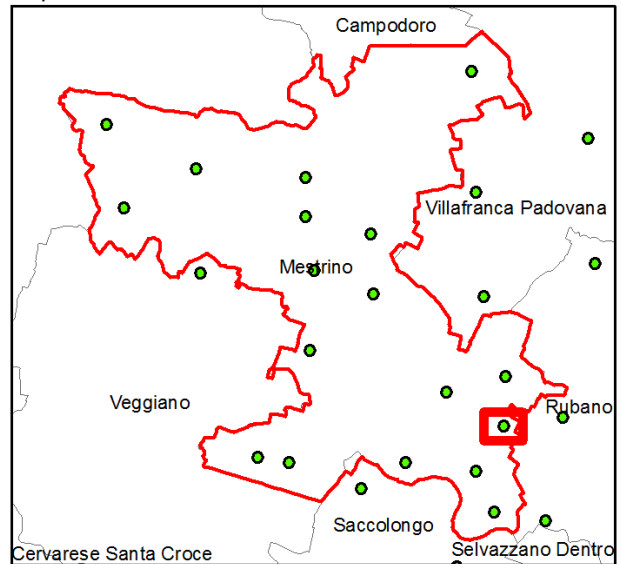 Campodoro
Villafranca Padovana
Mestrino
Veggiano
Rubano
Saccolongo
Cervarese Santa Croce
Selvazzano Dentro